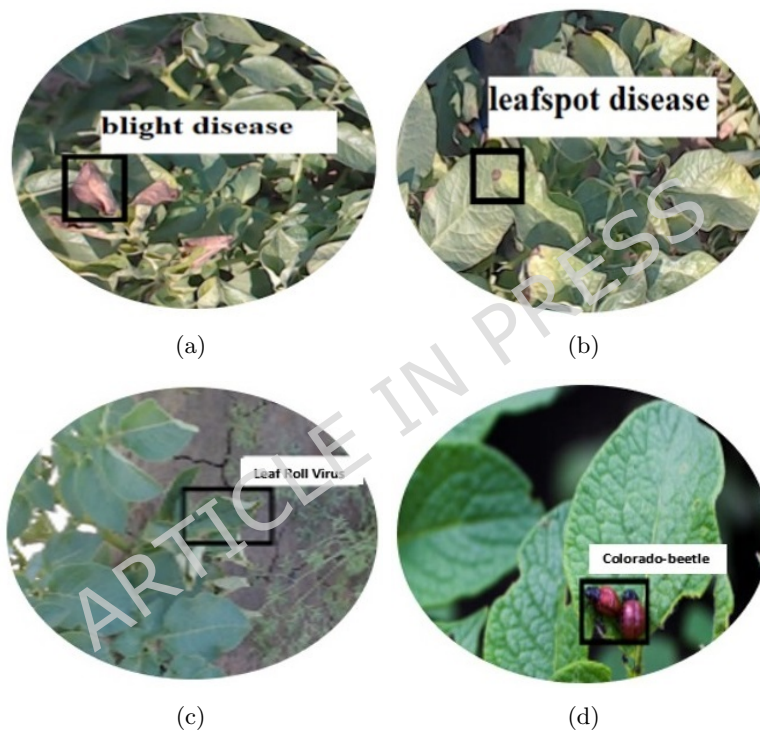 blight disease
leafspot disease
(a)
(b)
Leaf Roll Virus
Colorado-beetle
(c)
(d)
ARTICLE IN PRESS